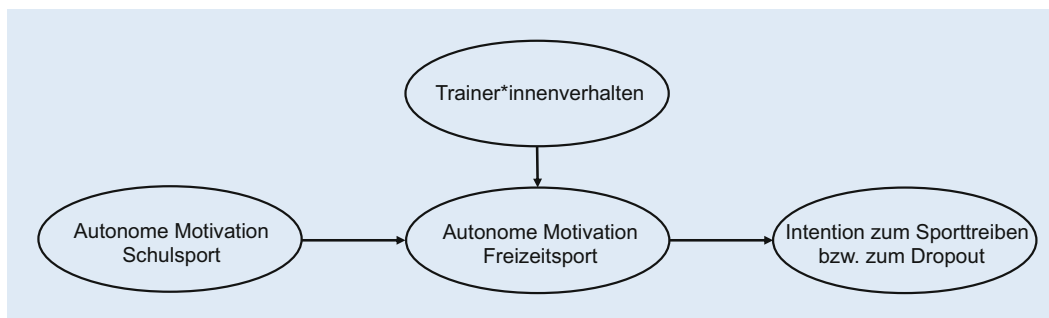 Trainer*innenverhalten
Autonome Motivation
Schulsport
Autonome Motivation
Freizeitsport
Intention zum Sporttreiben
bzw. zum Dropout